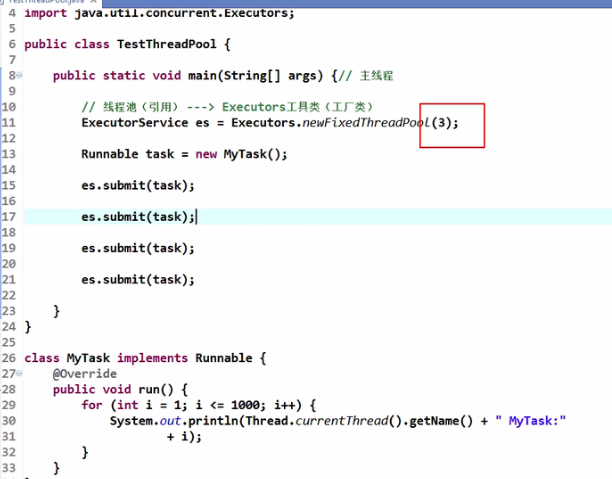 TestThreadPool.java
4 import java.util.concurrent.Executors;
5
6 public class TestThreadPool {
7
8 public static void main(String[] args) {// 主线程
9
10 // 线程池（引用） ---> Executors工具类（工厂类）
11 ExecutorService es = Executors.newFixedThreadPool(3);
12
13 Runnable task = new MyTask();
14
15 es.submit(task);
16
17 es.submit(task);
18
19 es.submit(task);
20
21 es.submit(task);
22
23 }
24 }
25
26 class MyTask implements Runnable {
27 @Override
28 public void run() {
29 for (int i = 1; i <= 1000; i++) {
30 System.out.println(Thread.currentThread().getName() + " MyTask:"
31 + i);
32 }
33 }